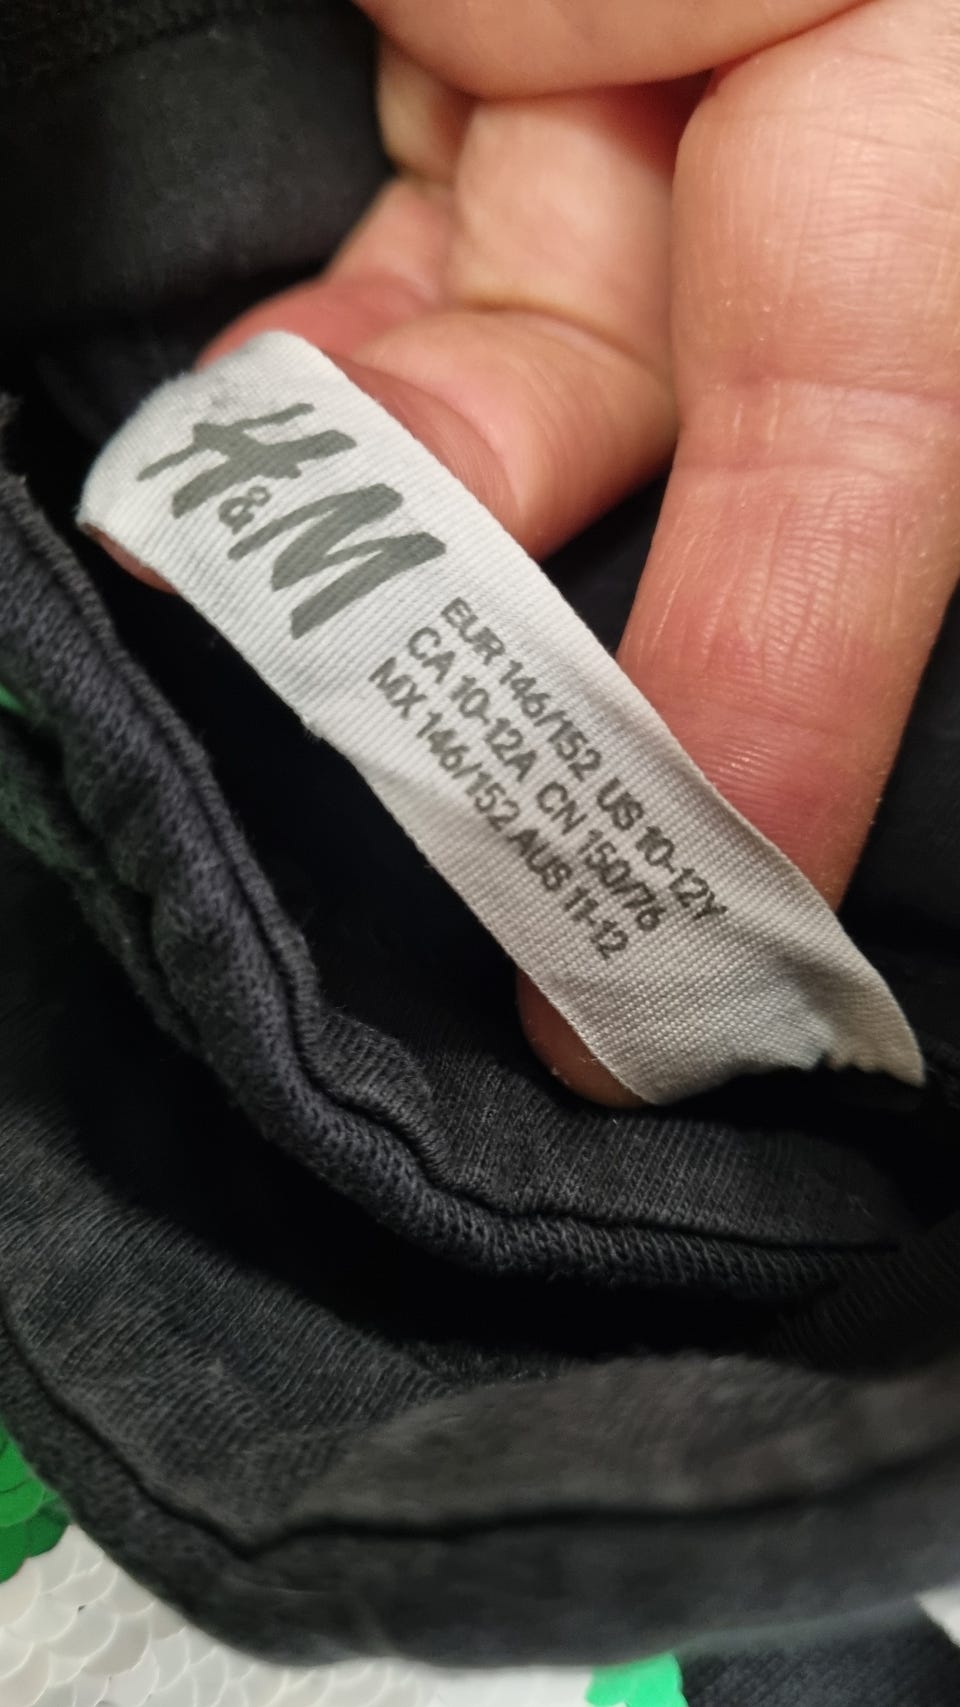 H&M
EUR 146/152 US 10-12Y
CA 10-12A CN 150/76
MX 146/152 AUS 11-12